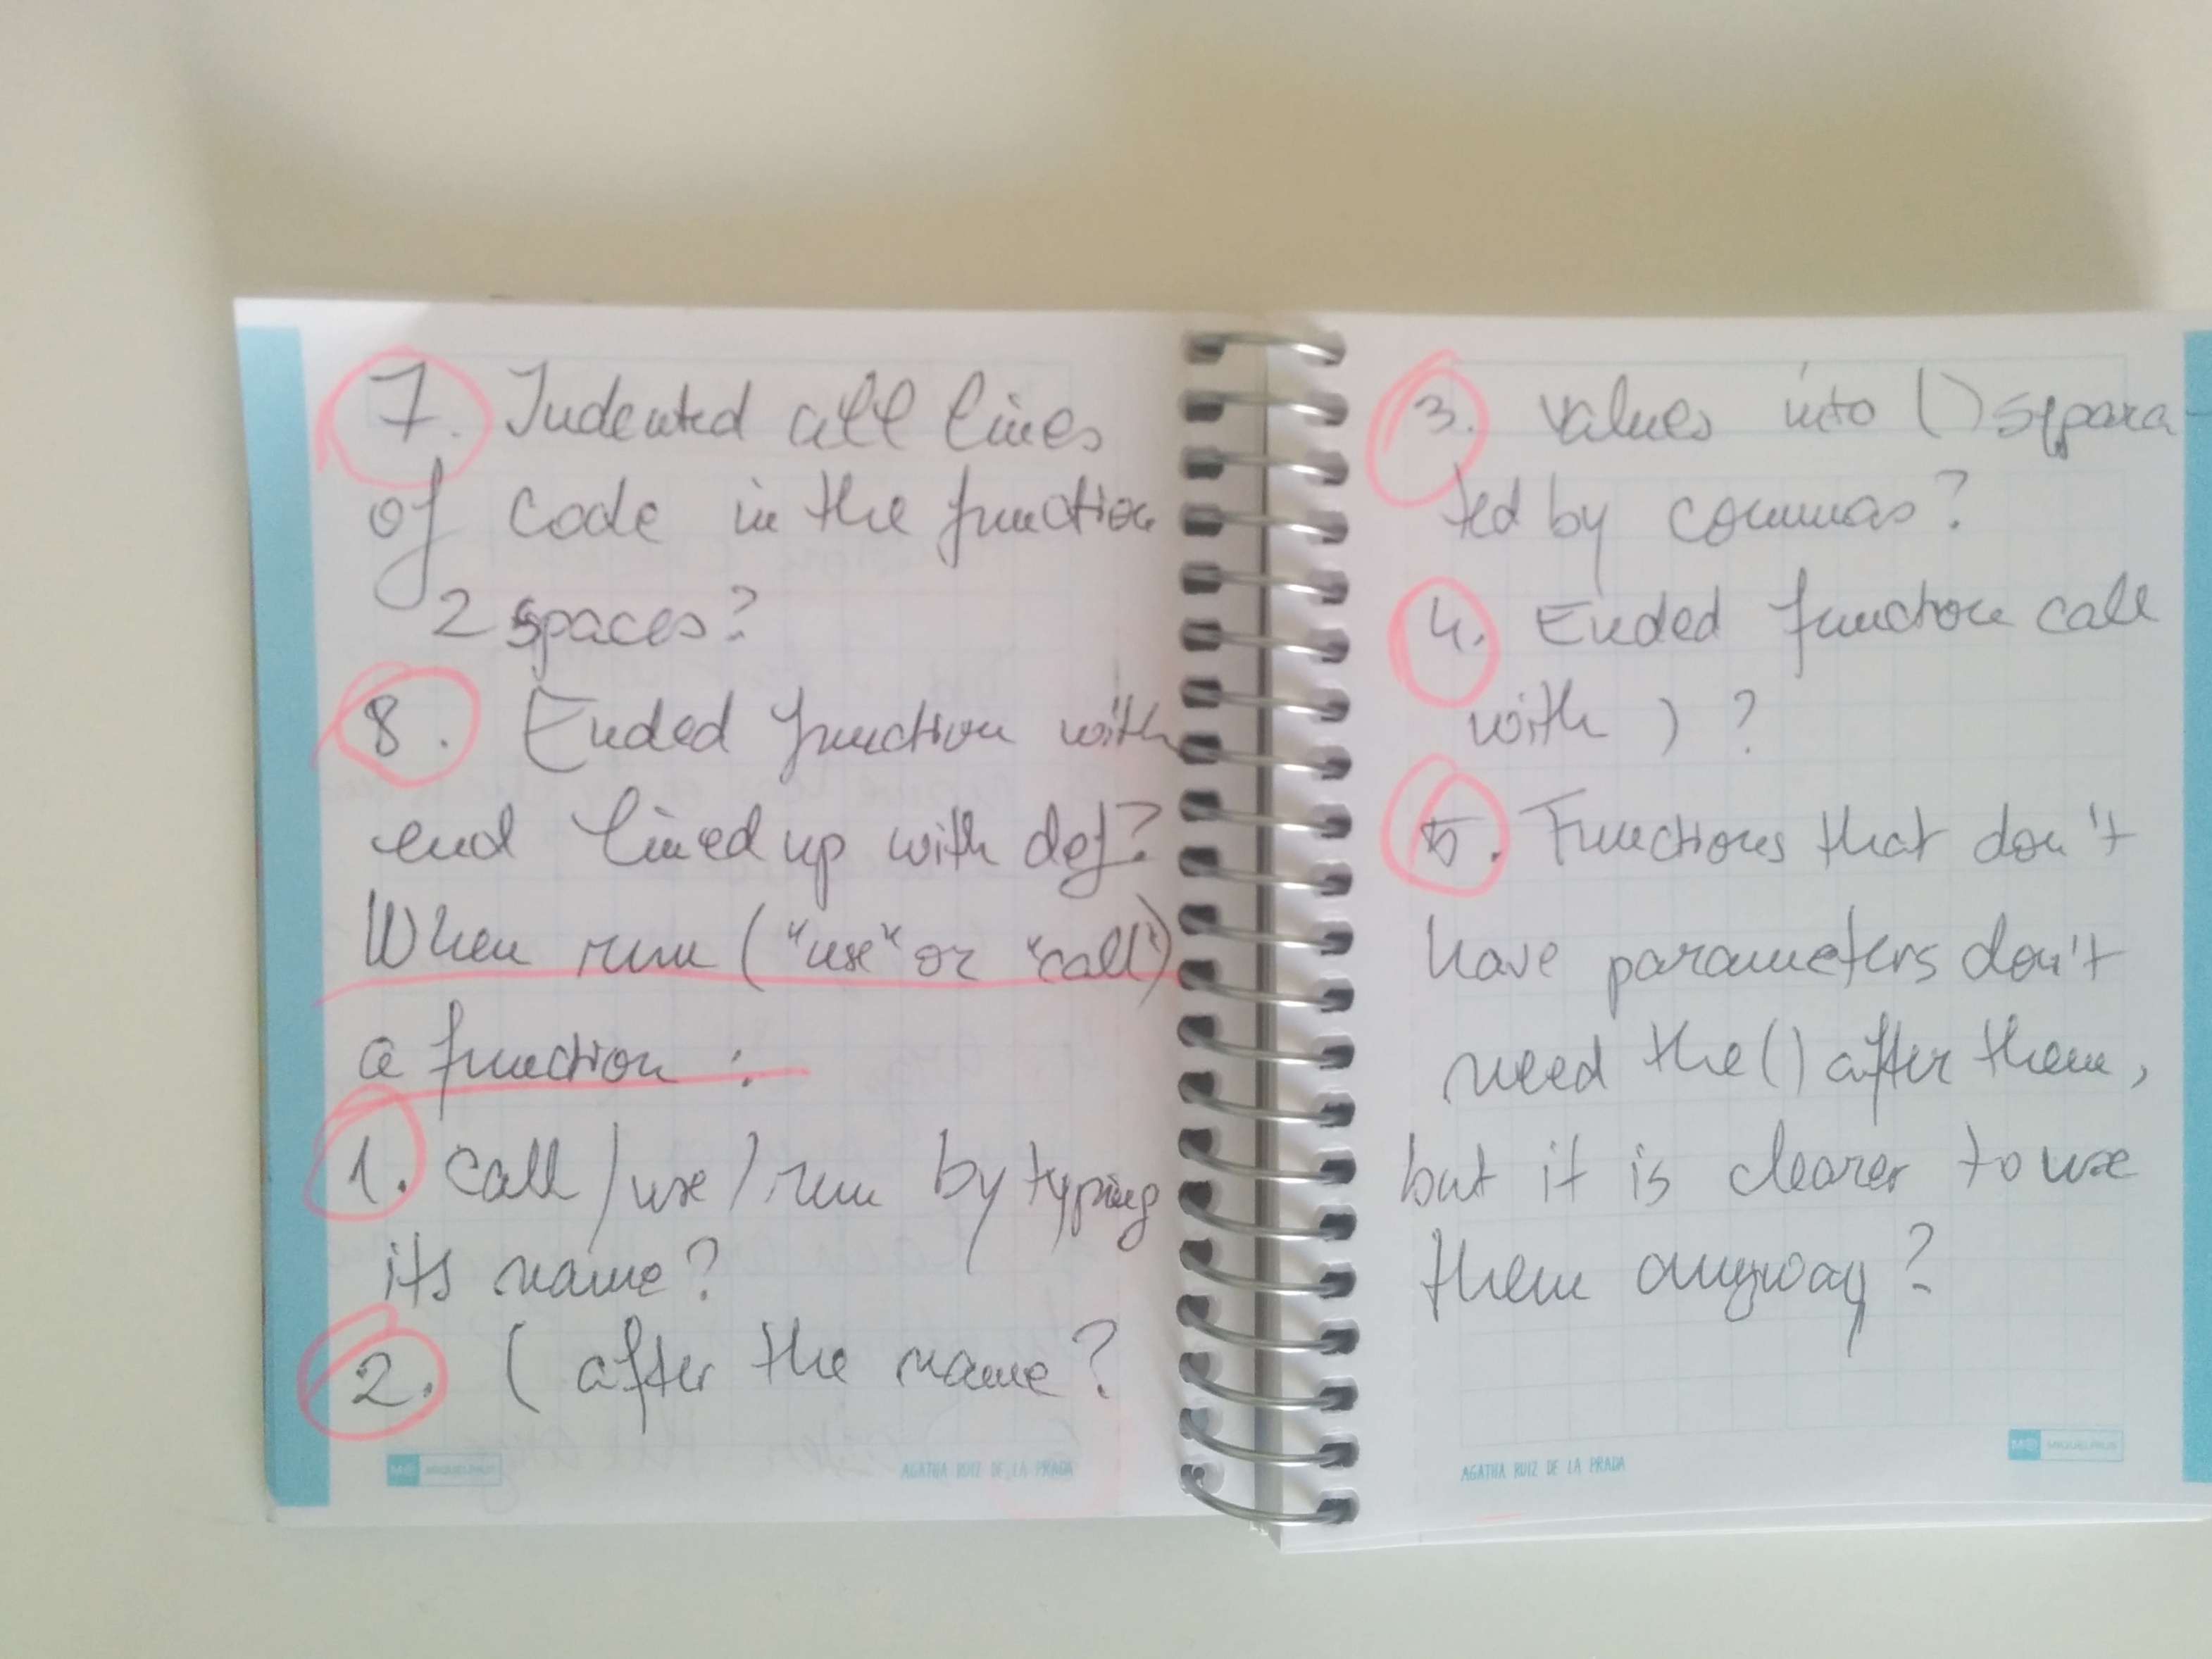 7. Indented all lines
of code in the function
2 spaces?
8. Ended function with
end lined up with def?
When run ("use" or "call")
a function:
1. Call/use/run by typing
its name?
2. ( after the name?
AGATHA RUIZ DE LA PRADA
3. values into () separa-
ted by commas?
4. Ended function call
with ) ?
5. Functions that don't
have parameters don't
need the () after them,
but it is clearer to use
them anyway?
AGATHA RUIZ DE LA PRADA
MIQUELRIUS